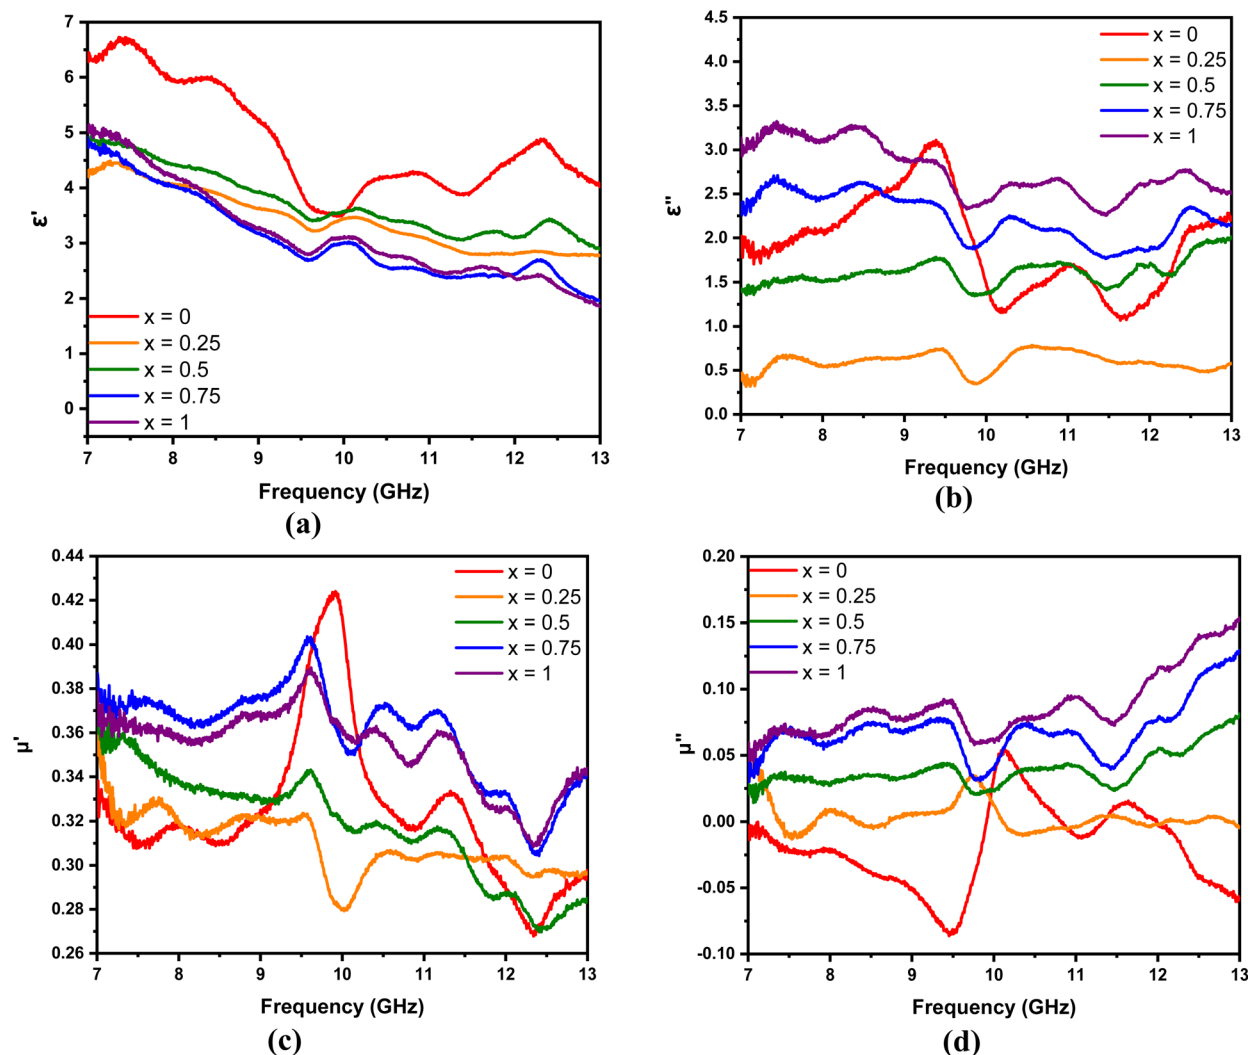 7
6
5
4
3
2
1
0
ε'
x = 0
x = 0.25
x = 0.5
x = 0.75
x = 1
7 8 9 10 11 12 13
Frequency (GHz)
(a)
4.5
4.0
3.5
3.0
2.5
2.0
1.5
1.0
0.5
0.0
ε"
x = 0
x = 0.25
x = 0.5
x = 0.75
x = 1
7 8 9 10 11 12 13
Frequency (GHz)
(b)
0.44
0.42
0.40
0.38
0.36
0.34
0.32
0.30
0.28
0.26
μ'
x = 0
x = 0.25
x = 0.5
x = 0.75
x = 1
7 8 9 10 11 12 13
Frequency (GHz)
(c)
0.20
0.15
0.10
0.05
0.00
-0.05
-0.10
μ"
x = 0
x = 0.25
x = 0.5
x = 0.75
x = 1
7 8 9 10 11 12 13
Frequency (GHz)
(d)